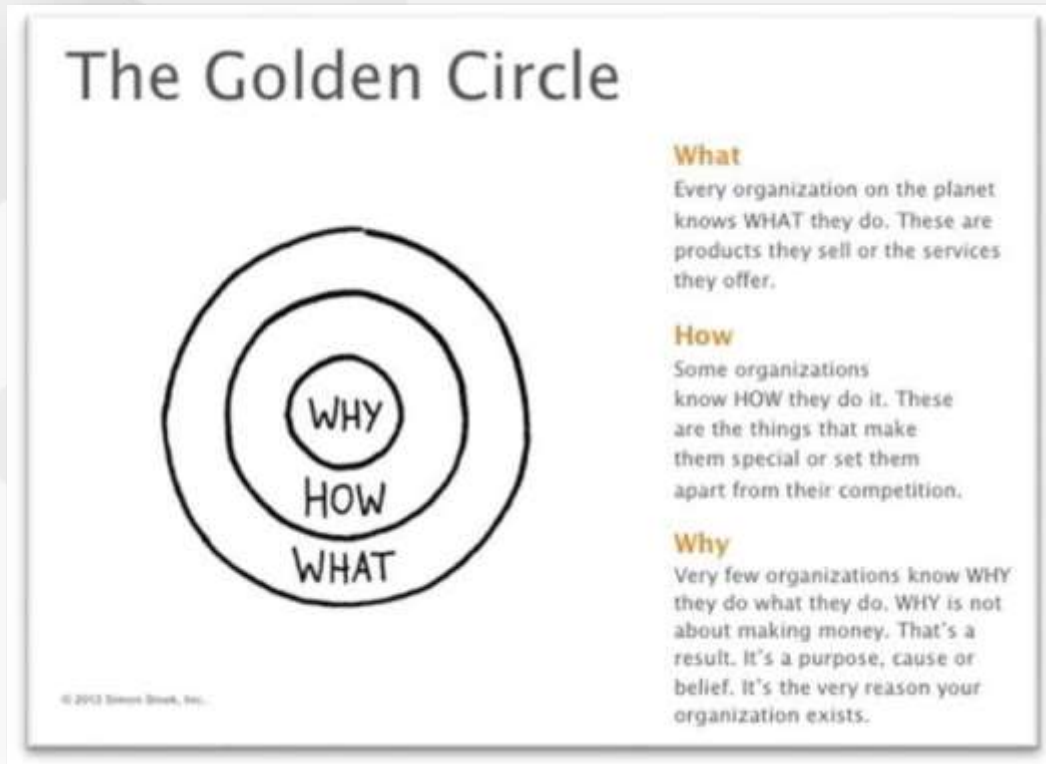 The Golden Circle
WHY
HOW
WHAT
What
Every organization on the planet
knows WHAT they do. These are
products they sell or the services
they offer.
How
Some organizations
know HOW they do it. These
are the things that make
them special or set them
apart from their competition.
Why
Very few organizations know WHY
they do what they do. WHY is not
about making money. That's a
result. It's a purpose, cause or
belief. It's the very reason your
organization exists.
© 2013 Simon Sinek, Inc.